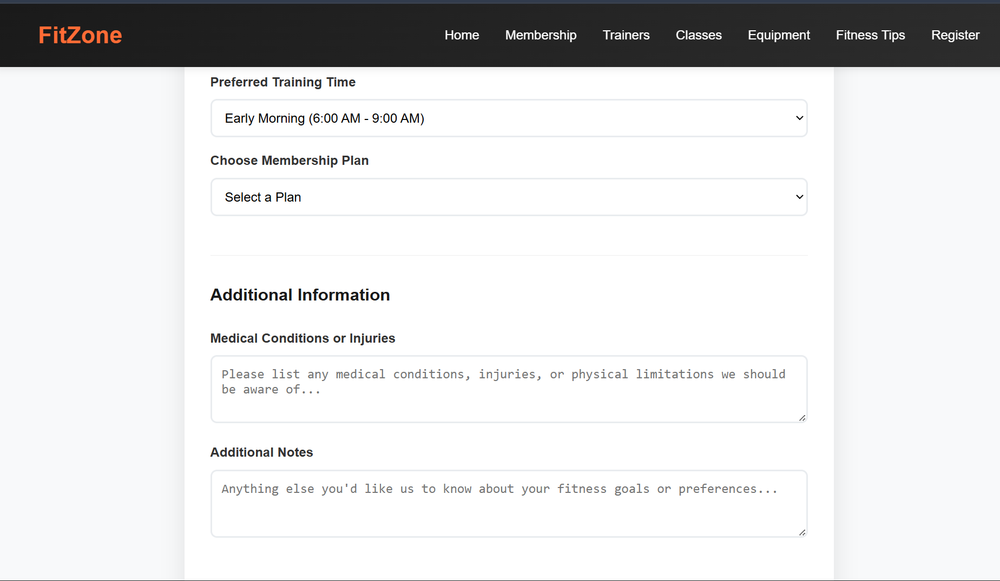 FitZone
Home Membership Trainers Classes Equipment Fitness Tips Register
Preferred Training Time
Early Morning (6:00 AM - 9:00 AM)
Choose Membership Plan
Select a Plan
Additional Information
Medical Conditions or Injuries
Please list any medical conditions, injuries, or physical limitations we should
be aware of...
Additional Notes
Anything else you'd like us to know about your fitness goals or preferences...